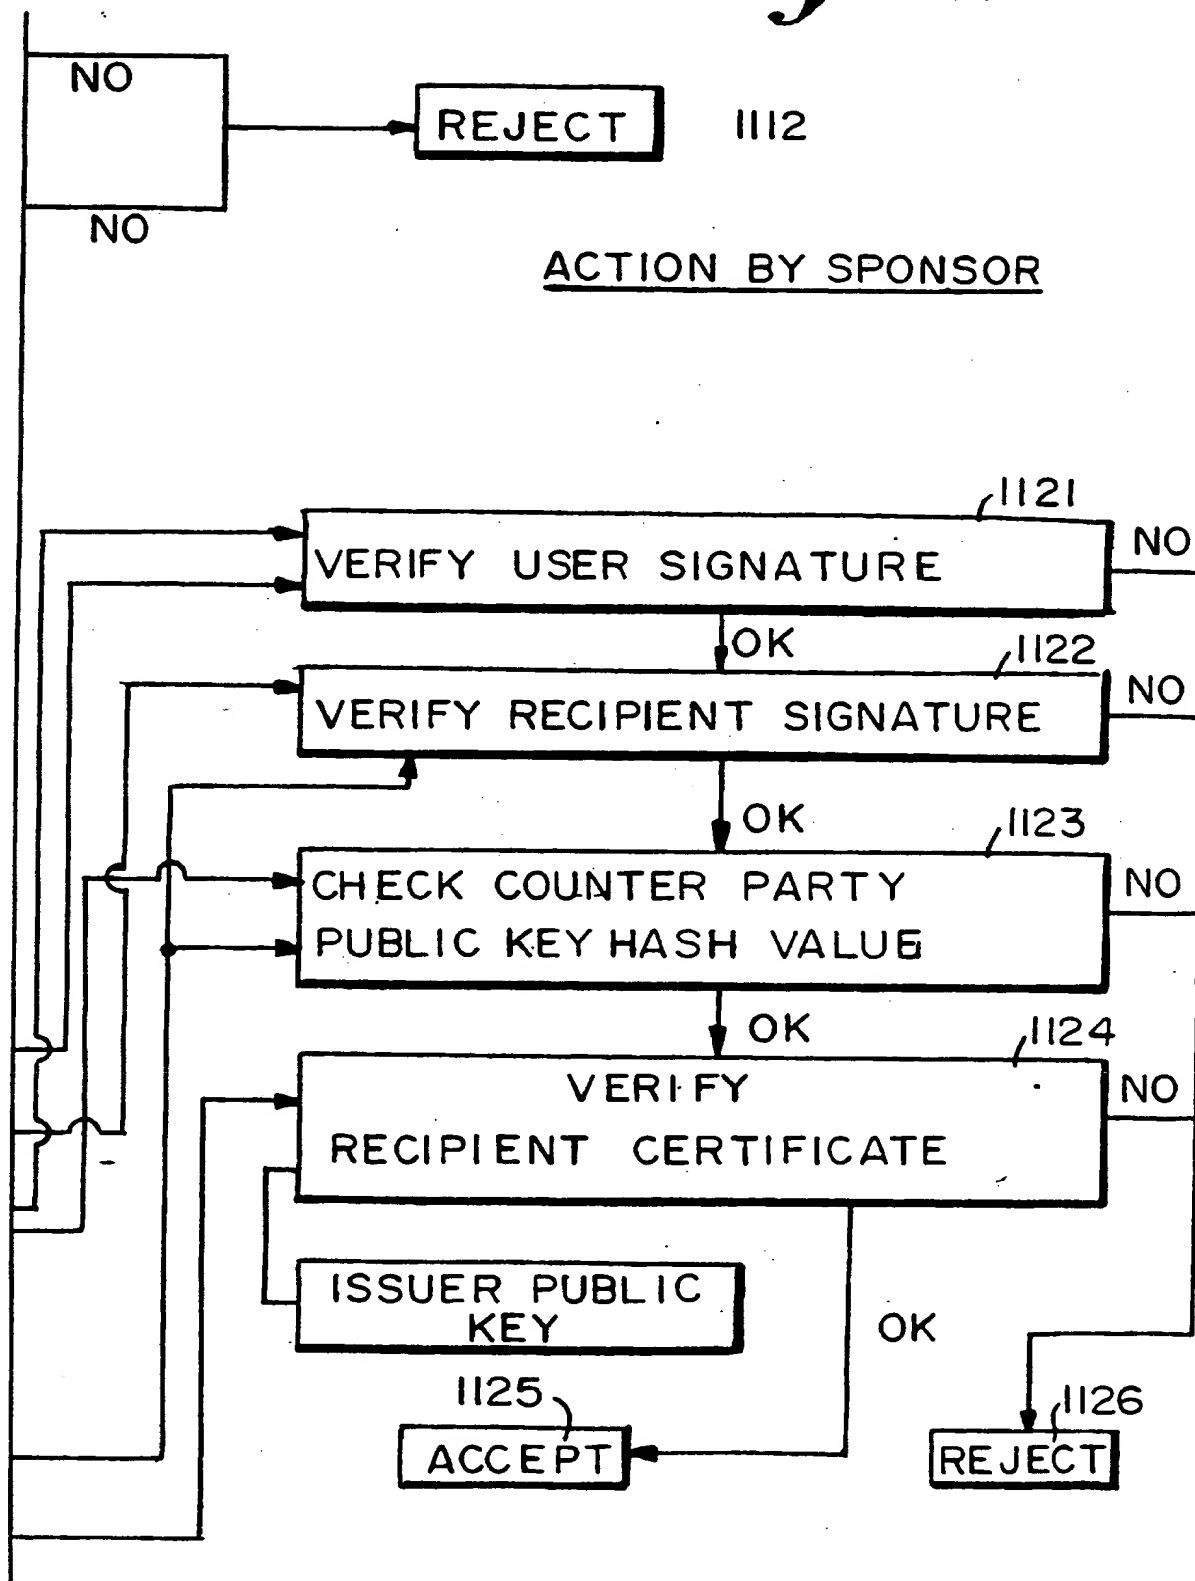 NO
REJECT 1112
NO
ACTION BY SPONSOR
1121
VERIFY USER SIGNATURE NO
OK
1122
VERIFY RECIPIENT SIGNATURE NO
OK
1123
CHECK COUNTER PARTY NO
PUBLIC KEY HASH VALUE
OK
1124
VERIFY NO
RECIPIENT CERTIFICATE
ISSUER PUBLIC
KEY
OK
1125
1126
ACCEPT
REJECT